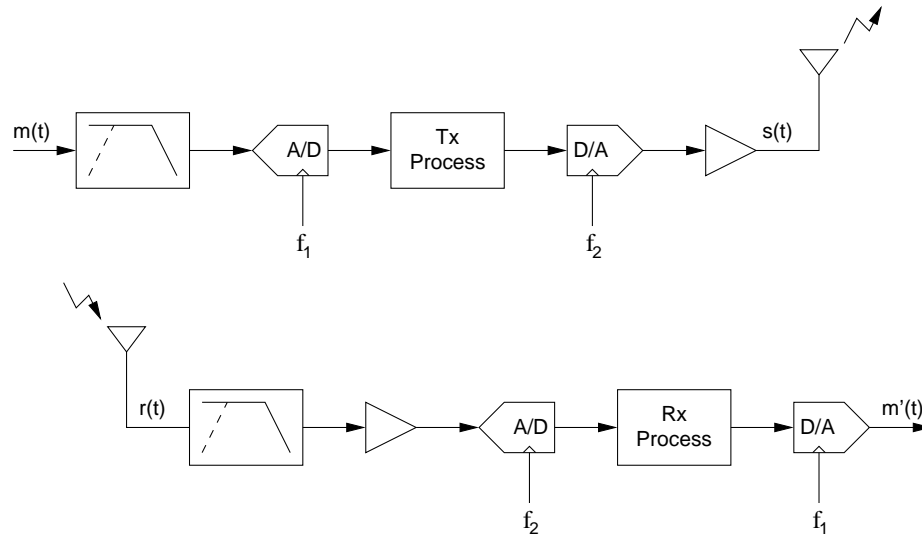 m(t)
A/D
Tx
Process
D/A
s(t)
f1
f2
r(t)
A/D
Rx
Process
D/A
m'(t)
f2
f1